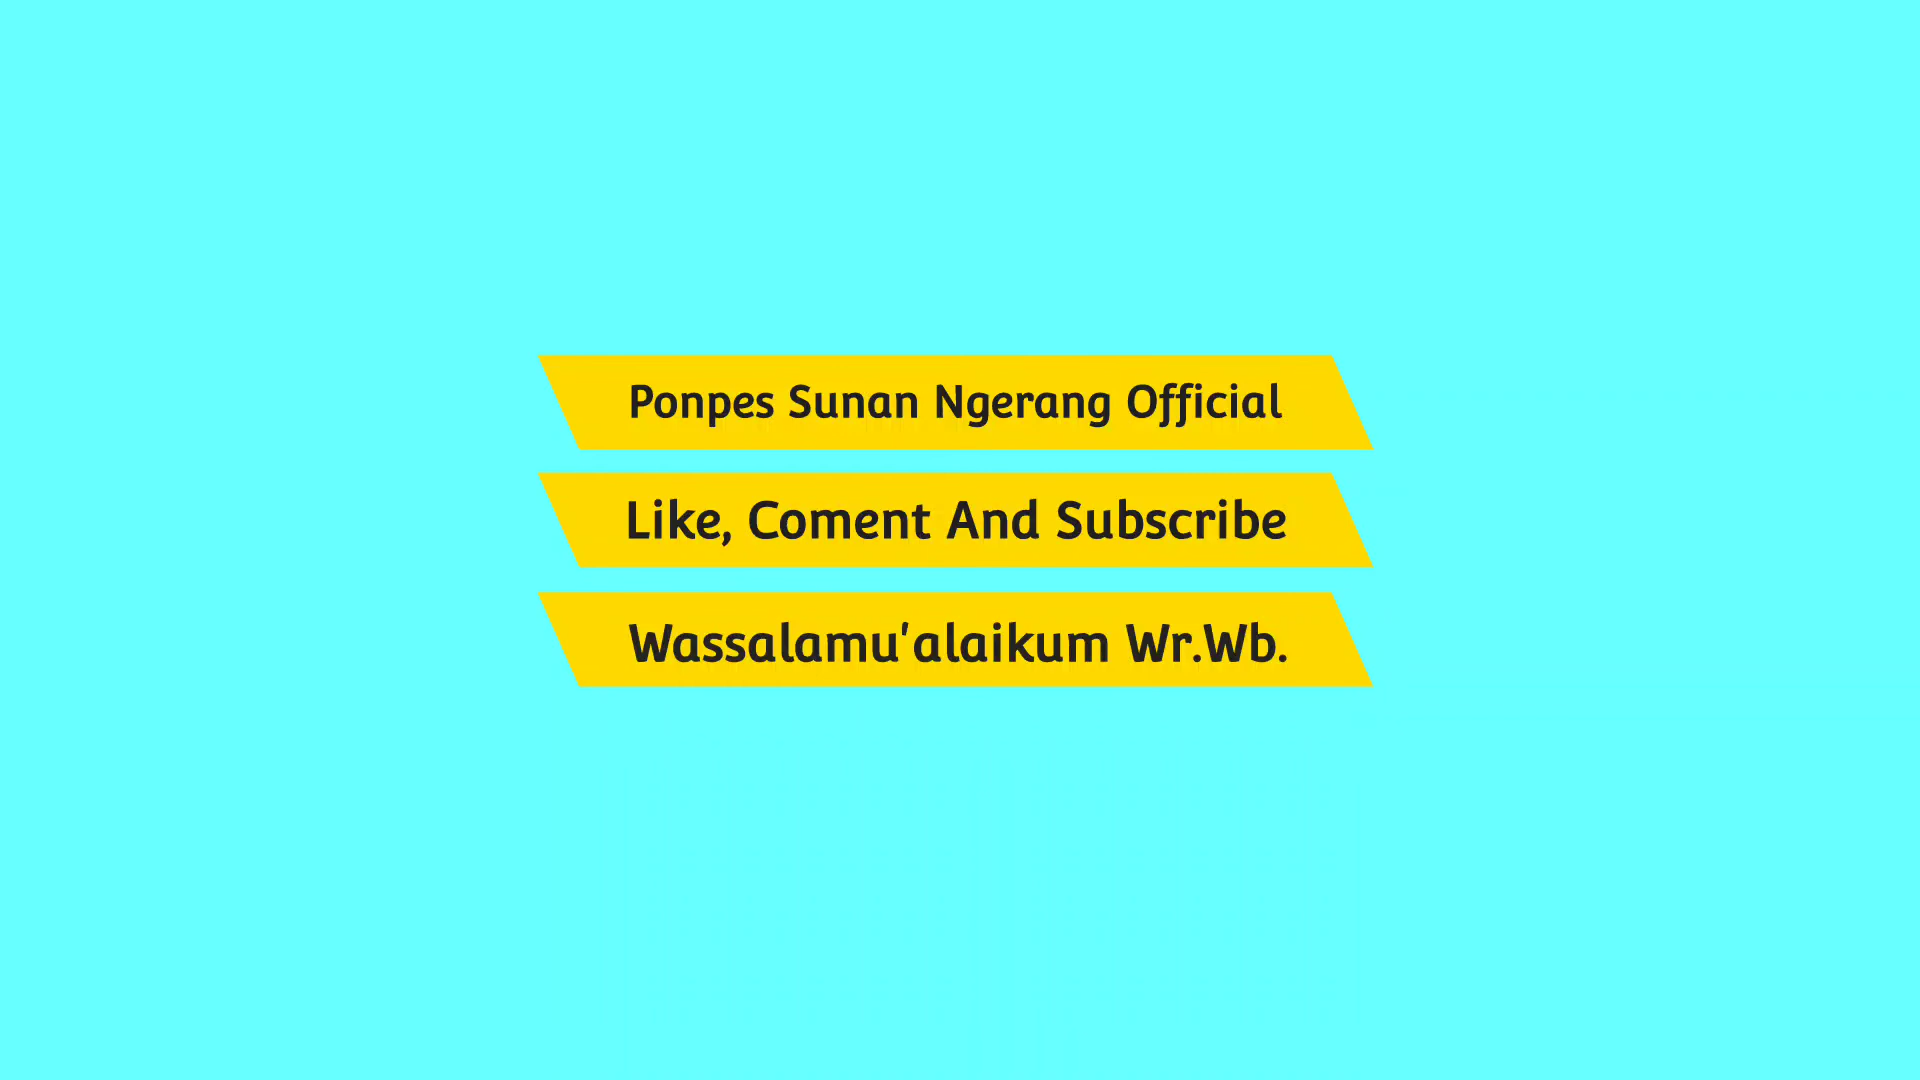 Ponpes Sunan Ngerang Official
Like, Coment And Subscribe
Wassalamu'alaikum Wr.Wb.